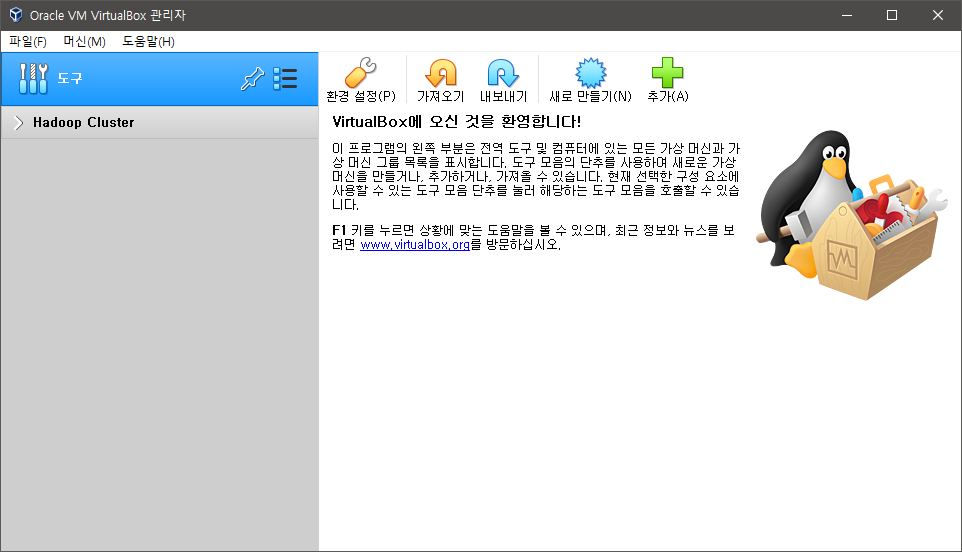 Oracle VM VirtualBox 관리자
파일(F) 머신(M) 도움말(H)
도구
Hadoop Cluster
환경 설정(P) 가져오기 내보내기 새로 만들기(N) 추가(A)
VirtualBox에 오신 것을 환영합니다!
이 프로그램의 왼쪽 부분은 전역 도구 및 컴퓨터에 있는 모든 가상 머신과 가
상 머신 그룹 목록을 표시합니다. 도구 모음의 단추를 사용하여 새로운 가상
머신을 만들거나, 추가하거나, 가져올 수 있습니다. 현재 선택한 구성 요소에
사용할 수 있는 도구 모음 단추를 눌러 해당하는 도구 모음을 호출할 수 있습
니다.
F1 키를 누르면 상황에 맞는 도움말을 볼 수 있으며, 최근 정보와 뉴스를 보
려면 www.virtualbox.org를 방문하십시오.